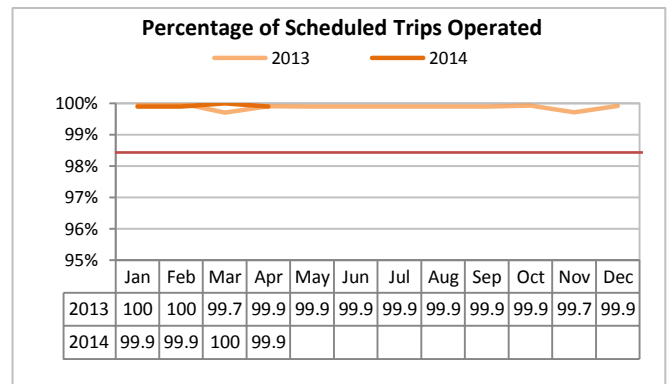 Percentage of Scheduled Trips Operated
2013 2014
100%
99%
98%
97%
96%
95%
Jan Feb Mar Apr May Jun Jul Aug Sep Oct Nov Dec
2013 100 100 99.7 99.9 99.9 99.9 99.9 99.9 99.9 99.9 99.7 99.9
2014 99.9 99.9 100 99.9